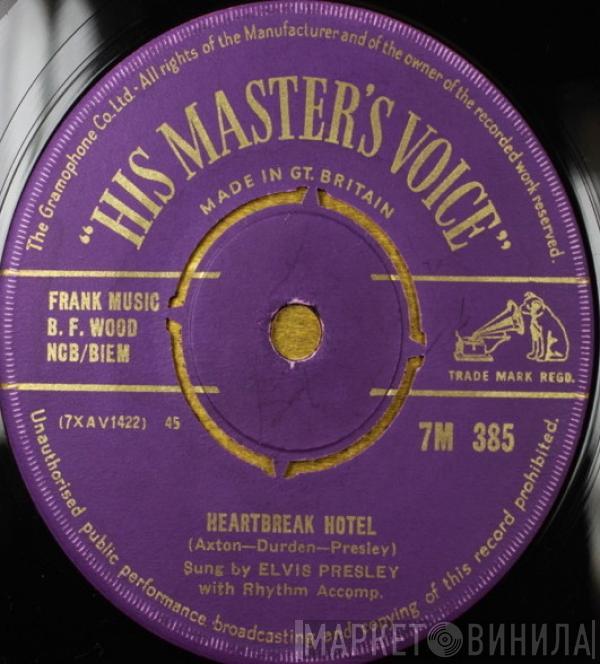 The Gramophone Co. Ltd - All rights of the Manufacturer and of the owner of the recorded work reserved.
"HIS MASTER'S VOICE"
MADE IN GT. BRITAIN
FRANK MUSIC
B. F. WOOD
NCB/BIEM
TRADE MARK REGD.
(7XAV1422) 45
7M 385
HEARTBREAK HOTEL
(Axton—Durden—Presley)
Sung by ELVIS PRESLEY
with Rhythm Accomp.
Unauthorised public performance broadcasting and copying of this record prohibited.
МАРКЕТ ВИНИЛА